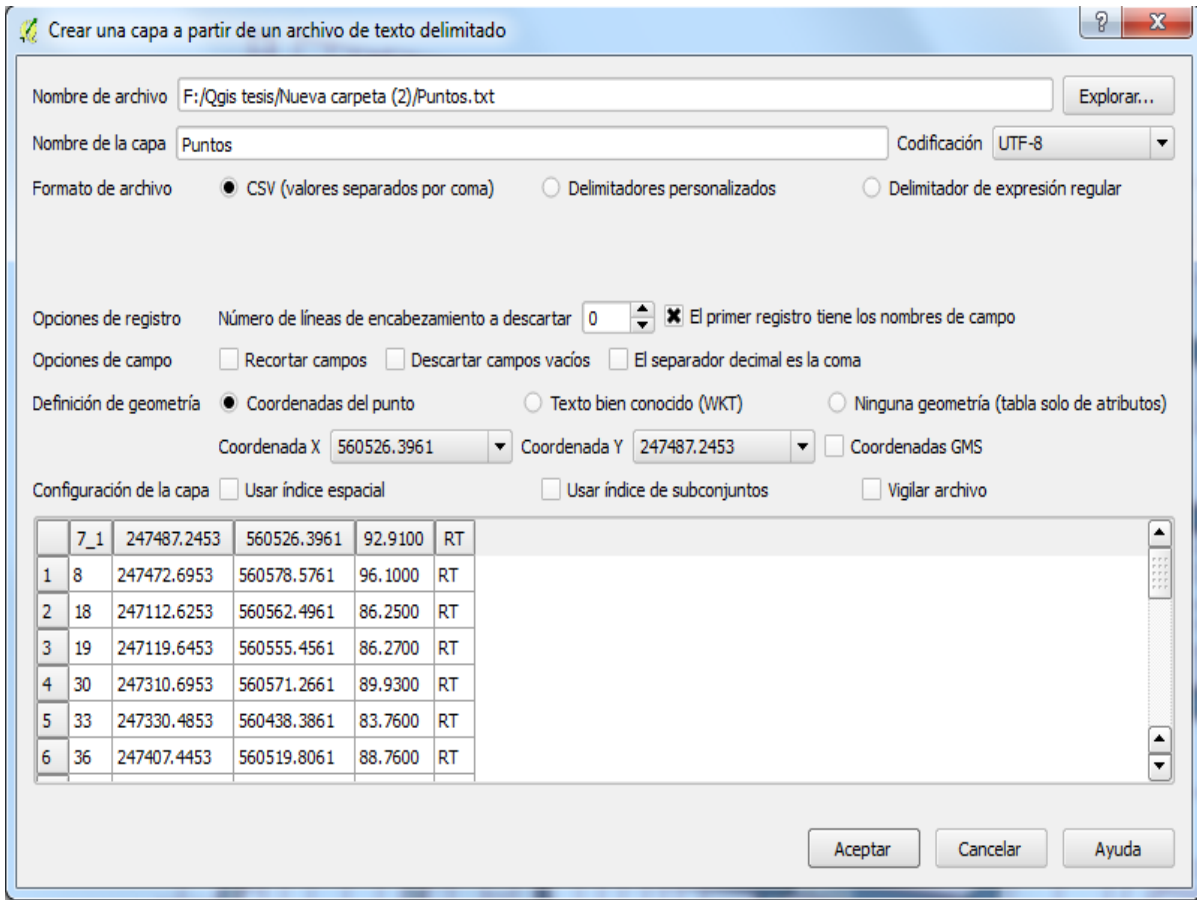 Crear una capa a partir de un archivo de texto delimitado
Nombre de archivo F:/Qgis tesis/Nueva carpeta (2)/Puntos.txt Explorar...
Nombre de la capa Puntos Codificación UTF-8
Formato de archivo CSV (valores separados por coma) Delimitadores personalizados Delimitador de expresión regular
Opciones de registro Número de líneas de encabezamiento a descartar 0 El primer registro tiene los nombres de campo
Opciones de campo Recortar campos Descartar campos vacíos El separador decimal es la coma
Definición de geometría Coordenadas del punto Texto bien conocido (WKT) Ninguna geometría (tabla solo de atributos)
Coordenada X 560526.3961 Coordenada Y 247487.2453 Coordenadas GMS
Configuración de la capa Usar índice espacial Usar índice de subconjuntos Vigilar archivo
7_1 247487.2453 560526.3961 92.9100 RT
1 8 247472.6953 560578.5761 96.1000 RT
2 18 247112.6253 560562.4961 86.2500 RT
3 19 247119.6453 560555.4561 86.2700 RT
4 30 247310.6953 560571.2661 89.9300 RT
5 33 247330.4853 560438.3861 83.7600 RT
6 36 247407.4453 560519.8061 88.7600 RT
Aceptar Cancelar Ayuda